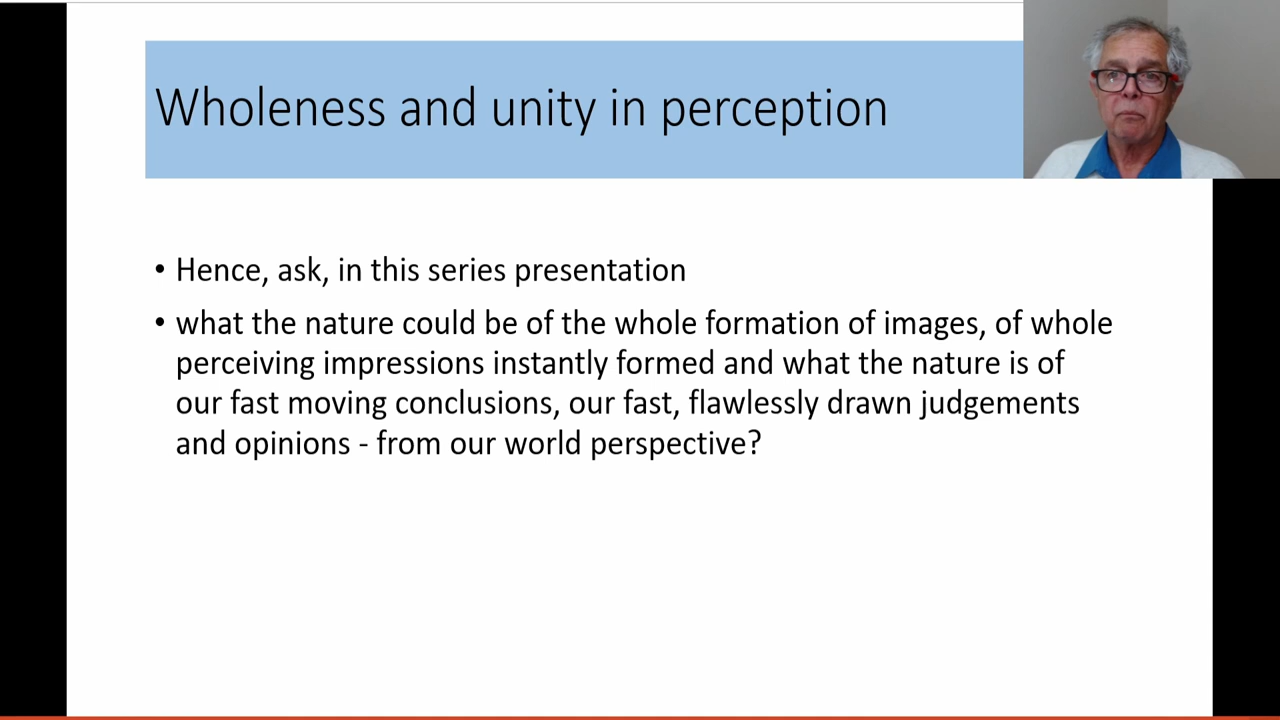 Wholeness and unity in perception
• Hence, ask, in this series presentation
• what the nature could be of the whole formation of images, of whole
perceiving impressions instantly formed and what the nature is of
our fast moving conclusions, our fast, flawlessly drawn judgements
and opinions - from our world perspective?